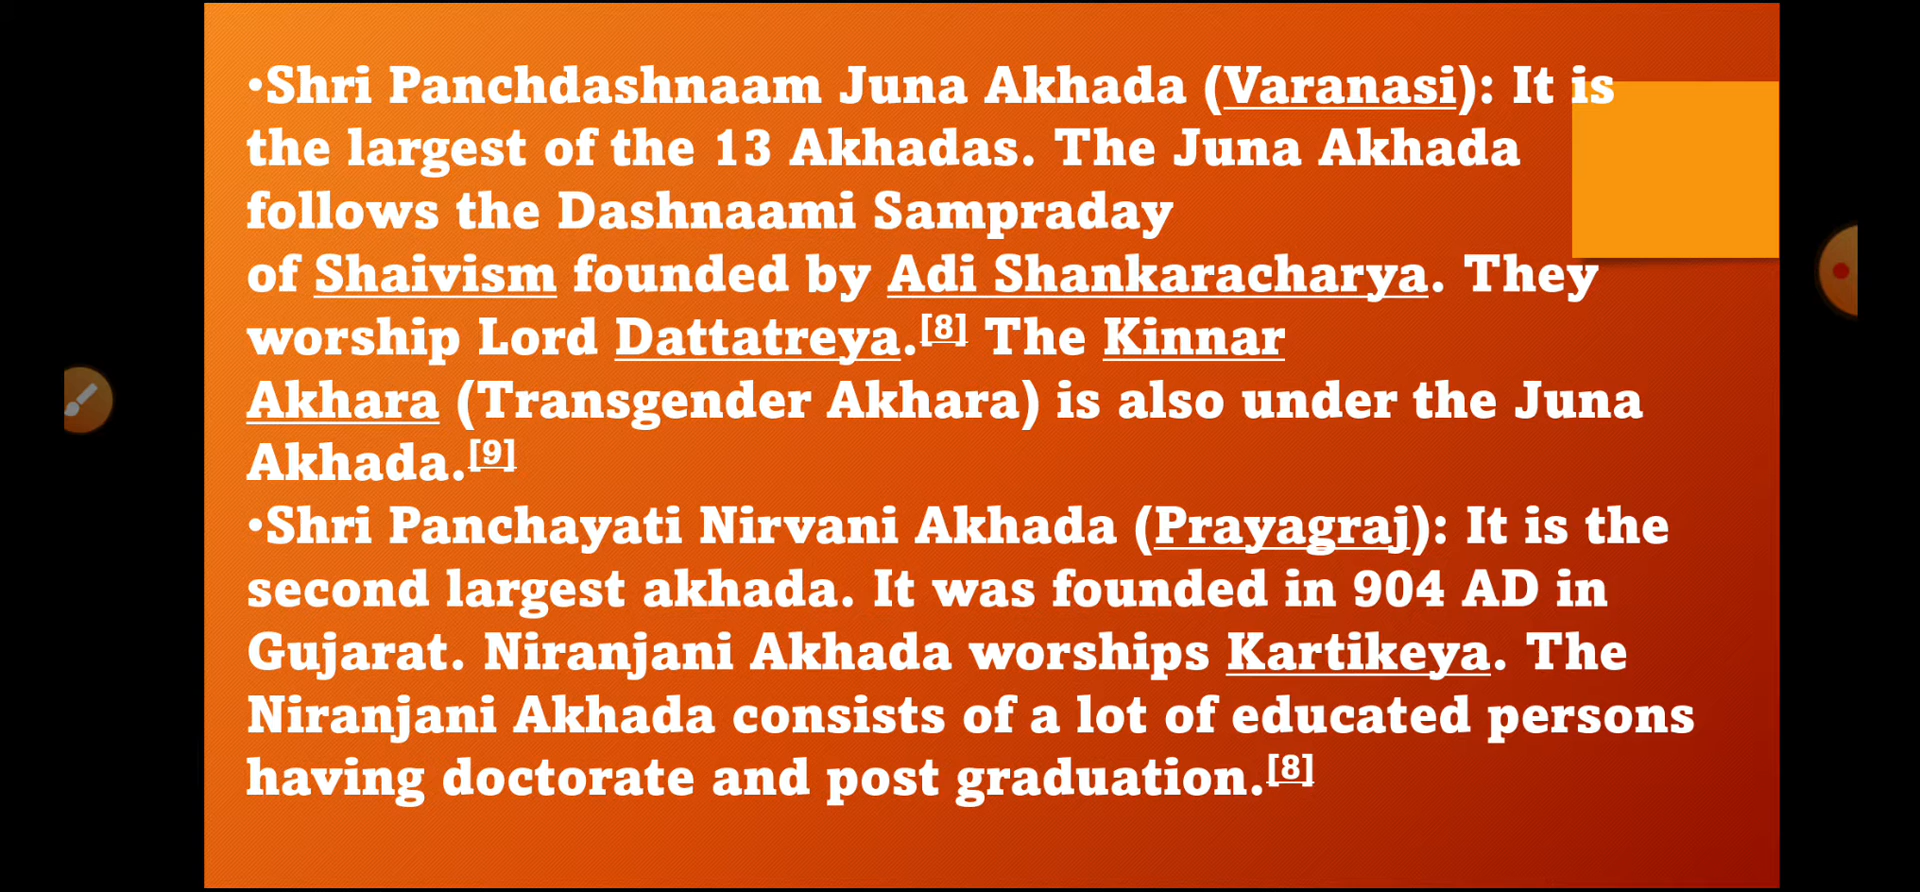 •Shri Panchdashnaam Juna Akhada (Varanasi): It is
the largest of the 13 Akhadas. The Juna Akhada
follows the Dashnaami Sampraday
of Shaivism founded by Adi Shankaracharya. They
worship Lord Dattatreya.[8] The Kinnar
Akhara (Transgender Akhara) is also under the Juna
Akhada.[9]
•Shri Panchayati Nirvani Akhada (Prayagraj): It is the
second largest akhada. It was founded in 904 AD in
Gujarat. Niranjani Akhada worships Kartikeya. The
Niranjani Akhada consists of a lot of educated persons
having doctorate and post graduation.[8]